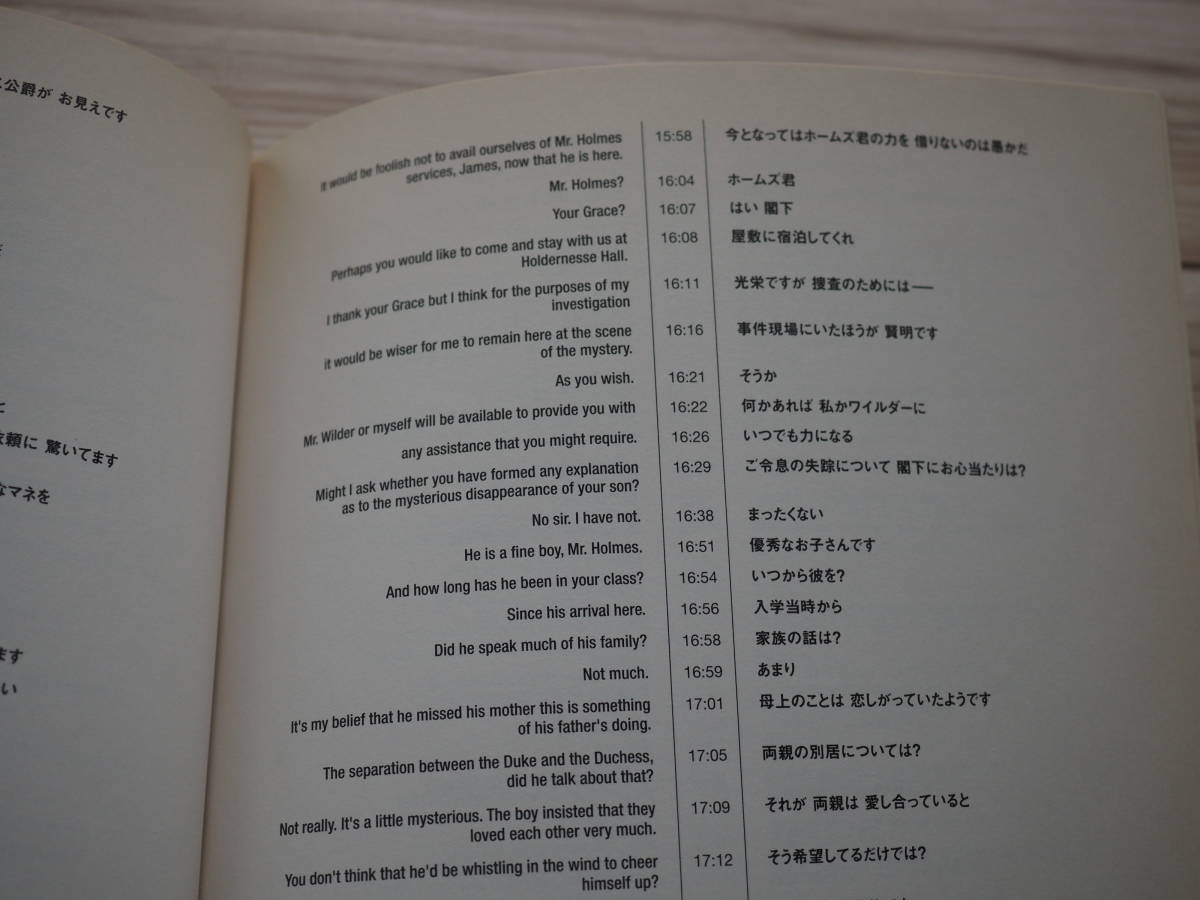 公爵が お見えです
頼に 驚いてます
なマネを
ます
い
It would be foolish not to avail ourselves of Mr. Holmes
services, James, now that he is here.
15:58
今となってはホームズ君の力を 借りないのは愚かだ
Mr. Holmes?
16:04
ホームズ君
Your Grace?
16:07
はい 閣下
Perhaps you would like to come and stay with us at
Holdernesse Hall.
16:08
屋敷に宿泊してくれ
I thank your Grace but I think for the purposes of my
investigation
16:11
光栄ですが 捜査のためには──
it would be wiser for me to remain here at the scene
of the mystery.
16:16
事件現場にいたほうが 賢明です
As you wish.
16:21
そうか
Mr. Wilder or myself will be available to provide you with
16:22
何かあれば 私かワイルダーに
any assistance that you might require.
16:26
いつでも力になる
Might I ask whether you have formed any explanation
as to the mysterious disappearance of your son?
16:29
ご令息の失踪について 閣下にお心当たりは?
No sir. I have not.
16:38
まったくない
He is a fine boy, Mr. Holmes.
16:51
優秀なお子さんです
And how long has he been in your class?
16:54
いつから彼を?
Since his arrival here.
16:56
入学当時から
Did he speak much of his family?
16:58
家族の話は?
Not much.
16:59
あまり
It's my belief that he missed his mother this is something
of his father's doing.
17:01
母上のことは 恋しがっていたようです
The separation between the Duke and the Duchess,
did he talk about that?
17:05
両親の別居については?
Not really. It's a little mysterious. The boy insisted that they
loved each other very much.
17:09
それが 両親は 愛し合っていると
You don't think that he'd be whistling in the wind to cheer
himself up?
17:12
そう希望してるだけでは?